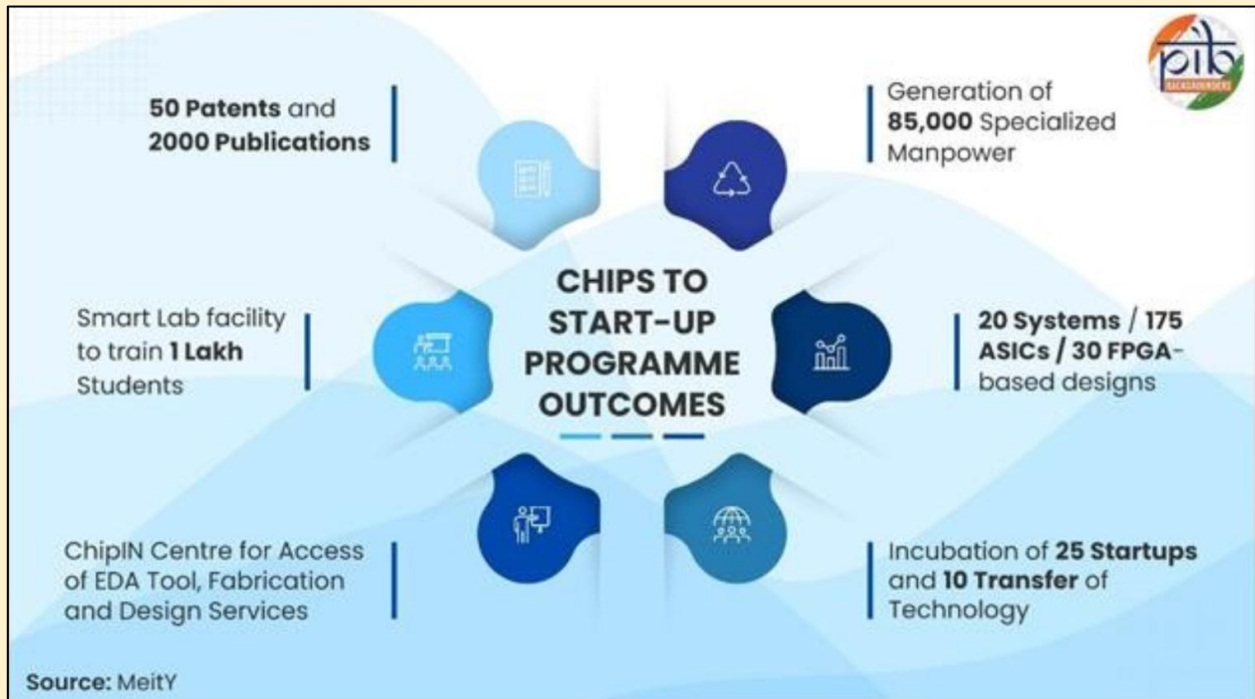 pib
BACKGROUNDERS
50 Patents and
2000 Publications
Generation of
85,000 Specialized
Manpower
CHIPS TO
START-UP
PROGRAMME
OUTCOMES
Smart Lab facility
to train 1 Lakh
Students
20 Systems / 175
ASICs / 30 FPGA-
based designs
ChipIN Centre for Access
of EDA Tool, Fabrication
and Design Services
Incubation of 25 Startups
and 10 Transfer of
Technology
Source: MeitY